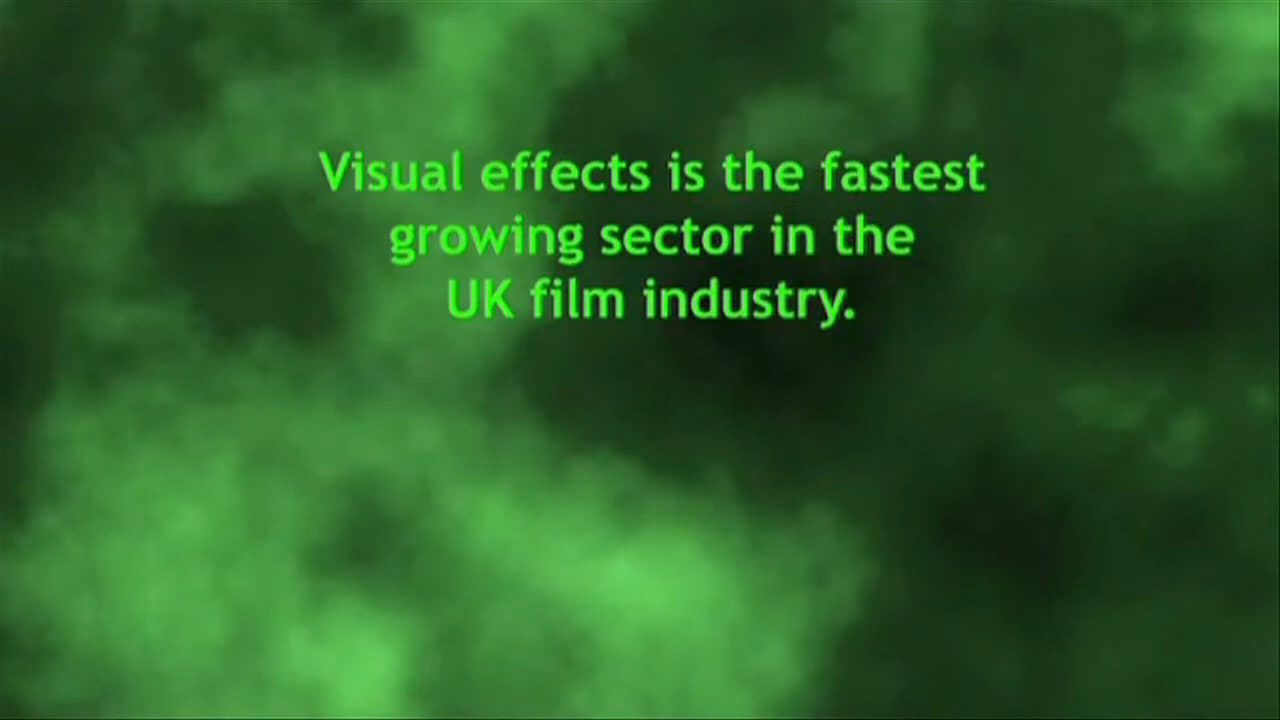 Visual effects is the fastest
growing sector in the
UK film industry.